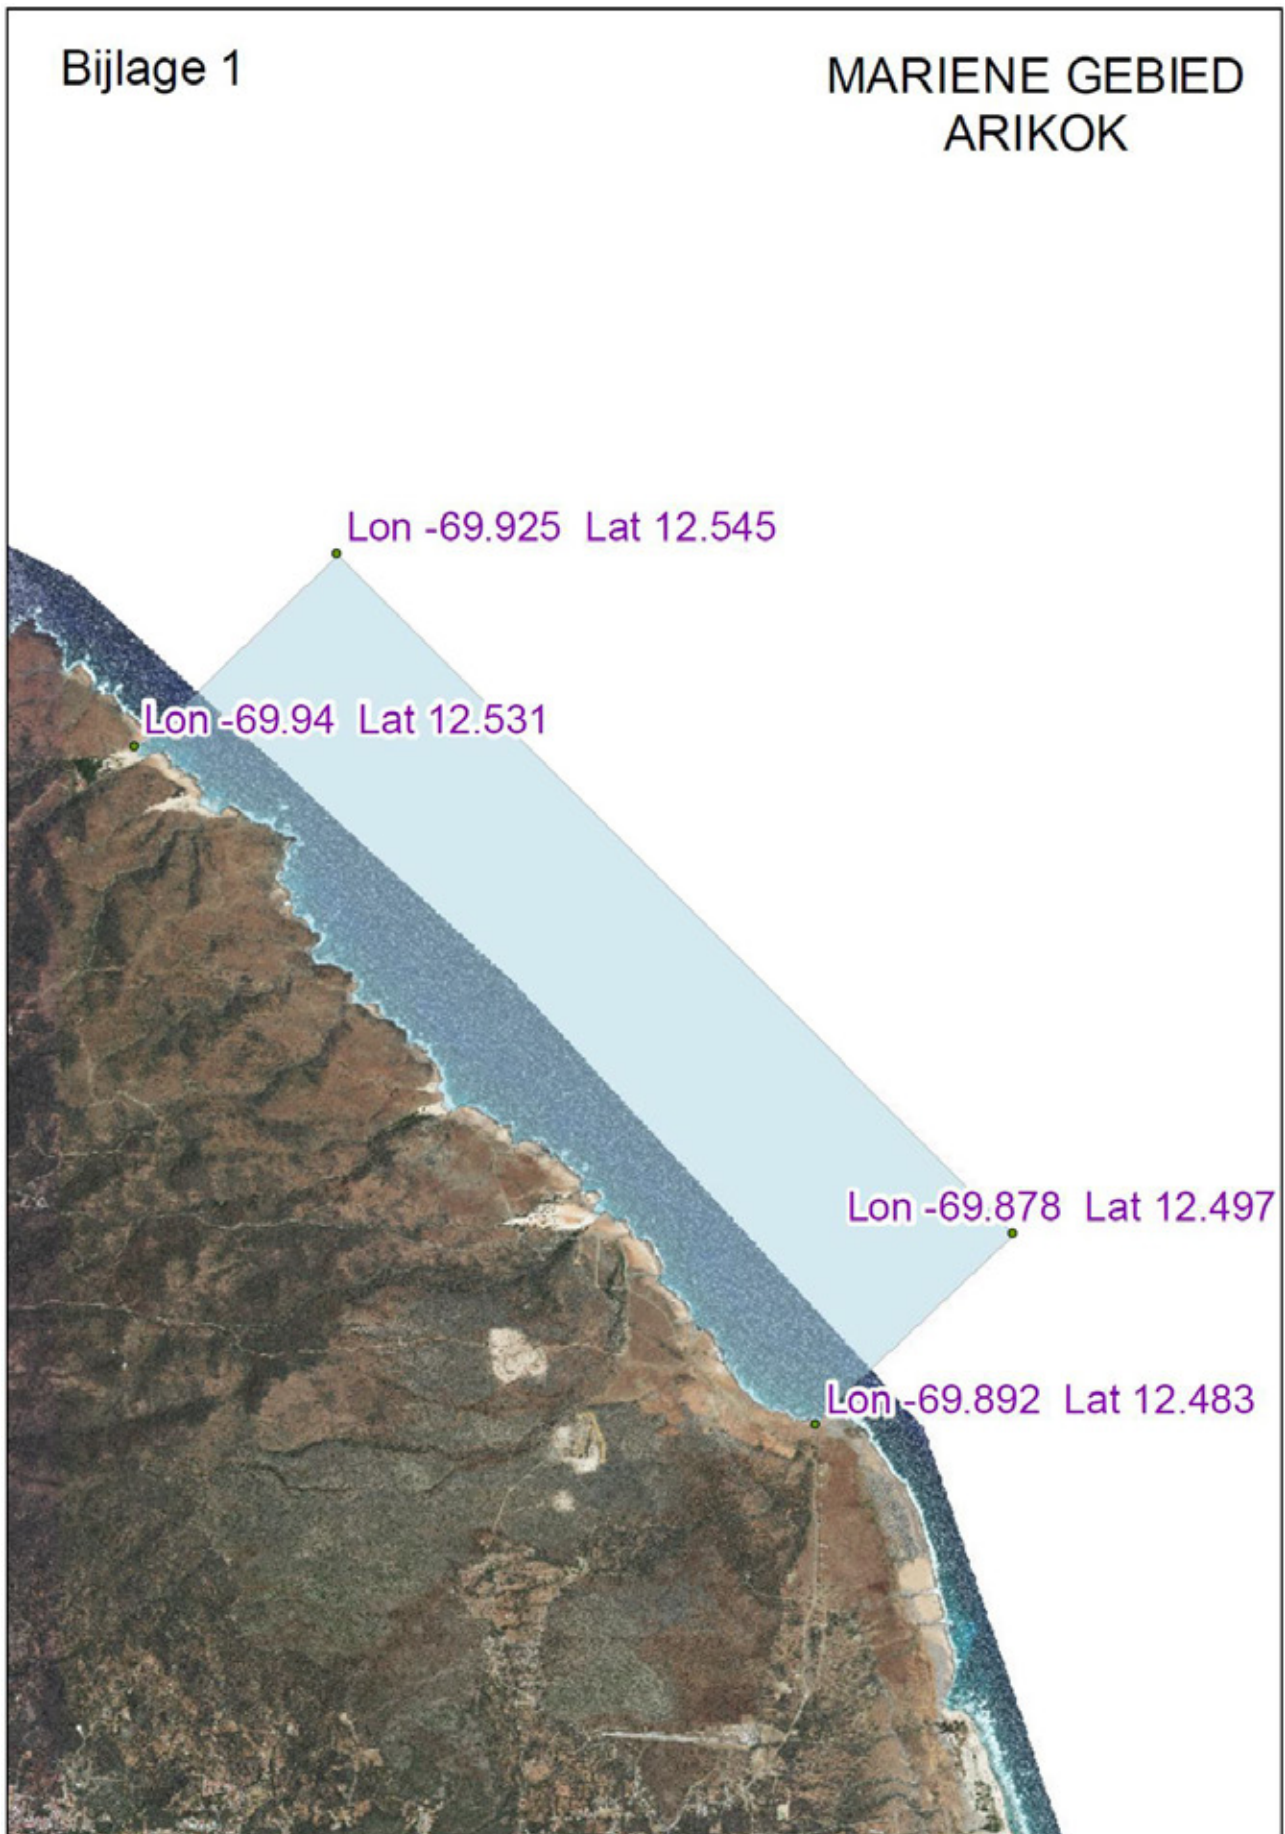 Bijlage 1
MARIENE GEBIED
ARIKOK
Lon -69.925  Lat 12.545
Lon -69.94  Lat 12.531
Lon -69.878  Lat 12.497
Lon -69.892  Lat 12.483